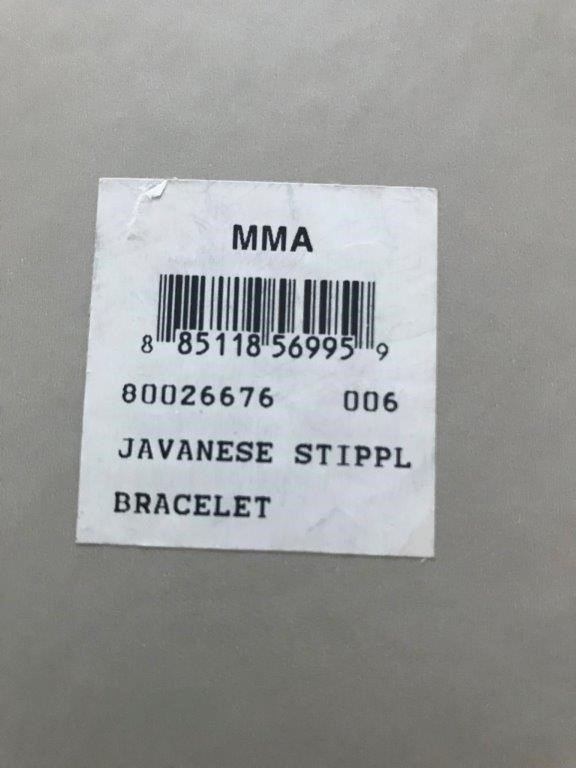 MMA
8 85118 56995 9
80026676 006
JAVANESE STIPPL
BRACELET